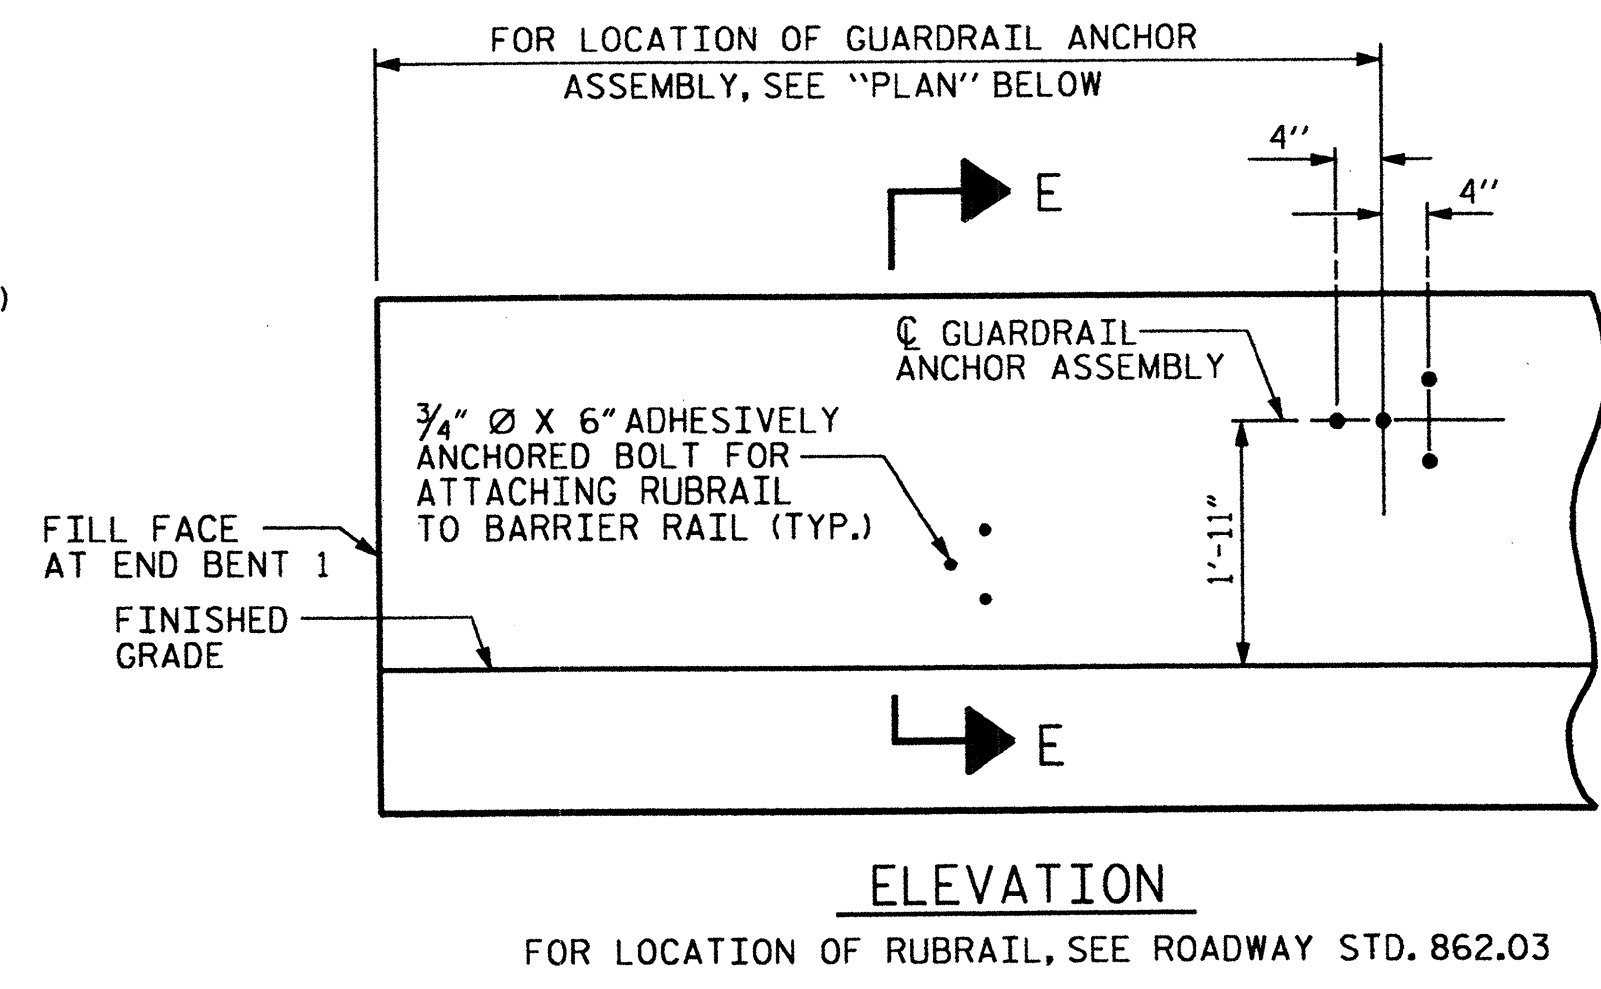 FOR LOCATION OF GUARDRAIL ANCHOR
ASSEMBLY, SEE "PLAN" BELOW
4"
4"
E
)
℄ GUARDRAIL
ANCHOR ASSEMBLY
3/4" Ø X 6" ADHESIVELY
ANCHORED BOLT FOR
ATTACHING RUBRAIL
TO BARRIER RAIL (TYP.)
1'-11"
FILL FACE
AT END BENT 1
FINISHED
GRADE
E
ELEVATION
FOR LOCATION OF RUBRAIL, SEE ROADWAY STD. 862.03